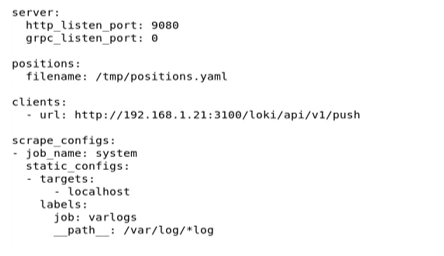 server:
  http_listen_port: 9080
  grpc_listen_port: 0

positions:
  filename: /tmp/positions.yaml

clients:
  - url: http://192.168.1.21:3100/loki/api/v1/push

scrape_configs:
- job_name: system
  static_configs:
  - targets:
      - localhost
    labels:
      job: varlogs
      __path__: /var/log/*log